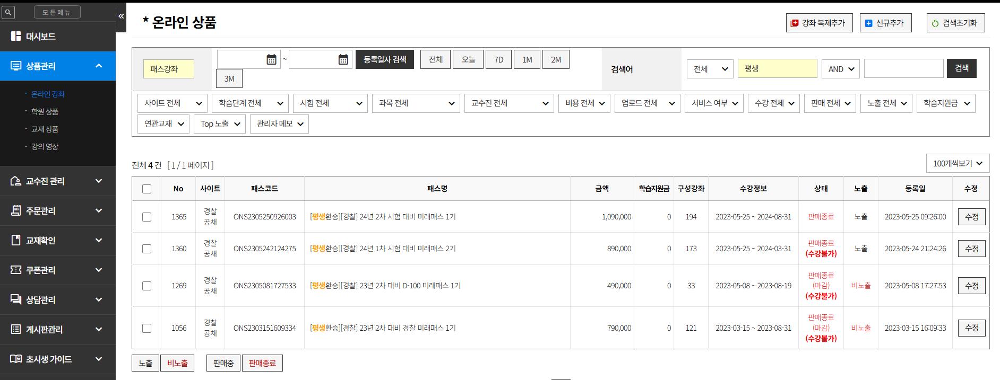 모든메뉴
«
대시보드
상품관리
· 온라인 강좌
· 학원 상품
· 교재 상품
· 강의 영상
교수진 관리
주문관리
교재확인
쿠폰관리
상담관리
게시판관리
초시생 가이드
* 온라인 상품
강좌 복제추가 신규추가 검색초기화
패스강좌 ~ 등록일자 검색 전체 오늘 7D 1M 2M
3M
검색어 전체 평생 AND 검색
사이트 전체 학습단계 전체 시험 전체 과목 전체 교수진 전체 비용 전체 업로드 전체 서비스 여부 수강 전체 판매 전체 노출 전체 학습지원금
연관교재 Top 노출 관리자 메모
전체 4 건 [ 1 / 1 페이지 ] 100개씩보기
No 사이트 패스코드 패스명 금액 학습지원금 구성강좌 수강정보 상태 노출 등록일 수정
1365 경찰 공채 ONS2305250926003 [평생환승][경찰] 24년 2차 시험 대비 미래패스 1기 1,090,000 0 194 2023-05-25 ~ 2024-08-31 판매종료 노출 2023-05-25 09:26:00 수정
1360 경찰 공채 ONS2305242124275 [평생환승][경찰] 24년 1차 시험 대비 미래패스 2기 890,000 0 173 2023-05-25 ~ 2024-03-31 판매종료 (수강불가) 노출 2023-05-24 21:24:26 수정
1269 경찰 공채 ONS2305081727533 [평생환승][경찰] 23년 2차 대비 D-100 미래패스 1기 490,000 0 33 2023-05-08 ~ 2023-08-19 판매종료 (마감) (수강불가) 비노출 2023-05-08 17:27:53 수정
1056 경찰 공채 ONS2303151609334 [평생환승][경찰] 23년 2차 대비 경찰 미래패스 1기 790,000 0 121 2023-03-15 ~ 2023-08-31 판매종료 (마감) (수강불가) 비노출 2023-03-15 16:09:33 수정
노출 비노출 판매중 판매종료